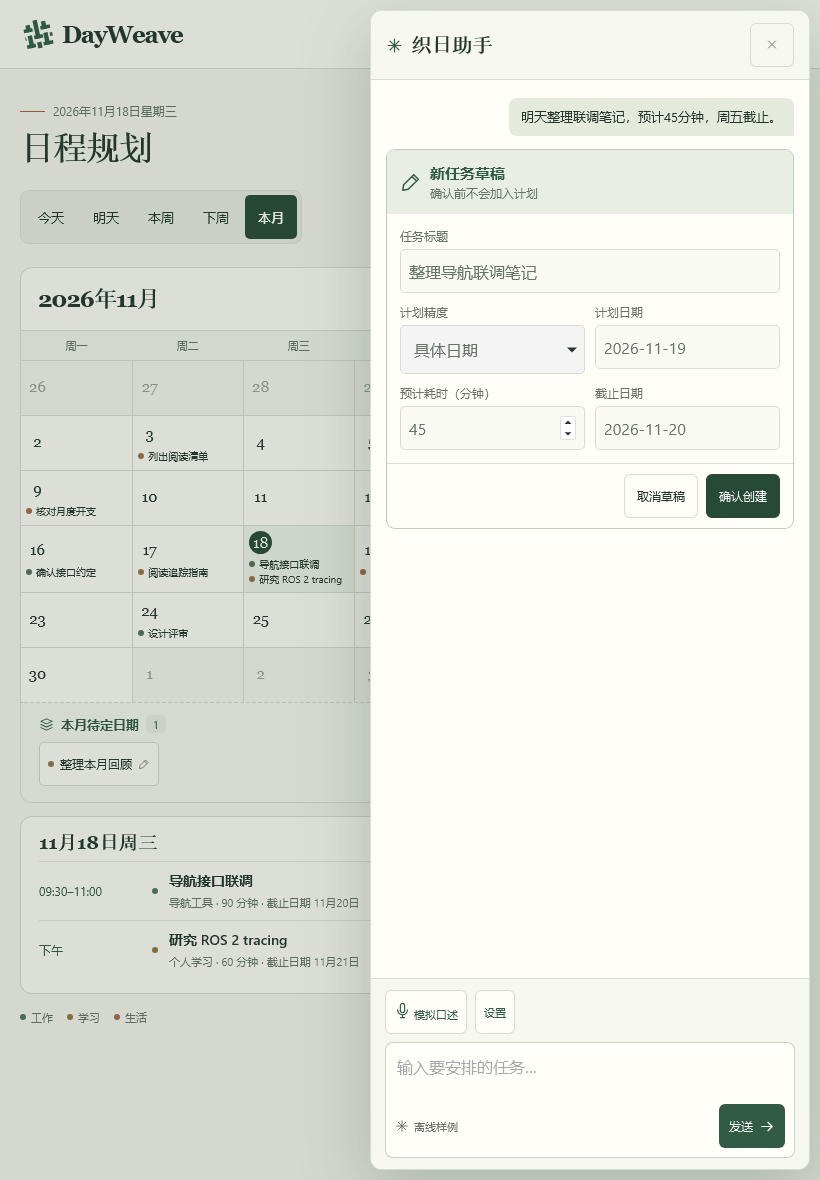 DayWeave
2026年11月18日星期三
日程规划
今天 明天 本周 下周 本月
2026年11月
周一 周二 周三
26 27 28
2 3 4
列出阅读清单
9 10 11
核对月度开支
16 17 18
确认接口约定 阅读追踪指南 导航接口联调
研究 ROS 2 tracing
23 24 25
设计评审
30 1 2
本月待定日期 1
整理本月回顾
11月18日周三
09:30–11:00 导航接口联调
导航工具 · 90 分钟 · 截止日期 11月20日
下午 研究 ROS 2 tracing
个人学习 · 60 分钟 · 截止日期 11月21日
工作 学习 生活
织日助手
×
明天整理联调笔记，预计45分钟，周五截止。
新任务草稿
确认前不会加入计划
任务标题
整理导航联调笔记
计划精度 计划日期
具体日期 2026-11-19
预计耗时（分钟） 截止日期
45 2026-11-20
取消草稿 确认创建
模拟口述 设置
输入要安排的任务...
离线样例 发送 →